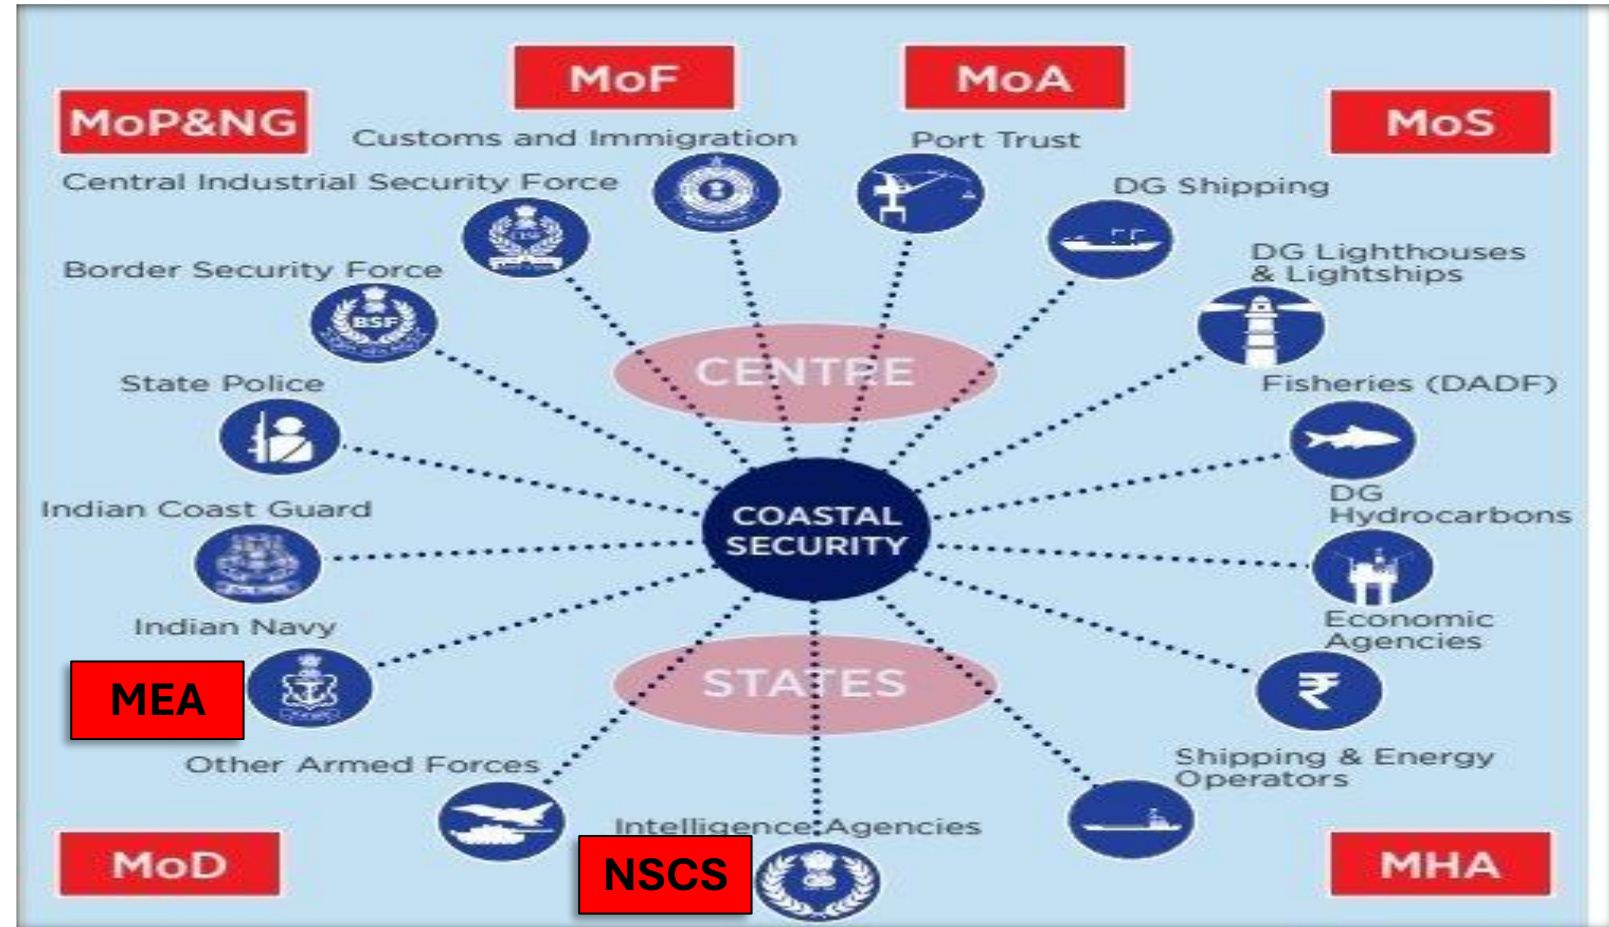 MoF
MoA
MoP&NG
MoS
Customs and Immigration
Port Trust
Central Industrial Security Force
DG Shipping
Border Security Force
BSF
DG Lighthouses
& Lightships
State Police
CENTRE
Fisheries (DADF)
Indian Coast Guard
COASTAL
SECURITY
DG
Hydrocarbons
Indian Navy
Economic
Agencies
MEA
STATES
₹
Other Armed Forces
Shipping & Energy
Operators
Intelligence Agencies
MoD
NSCS
MHA